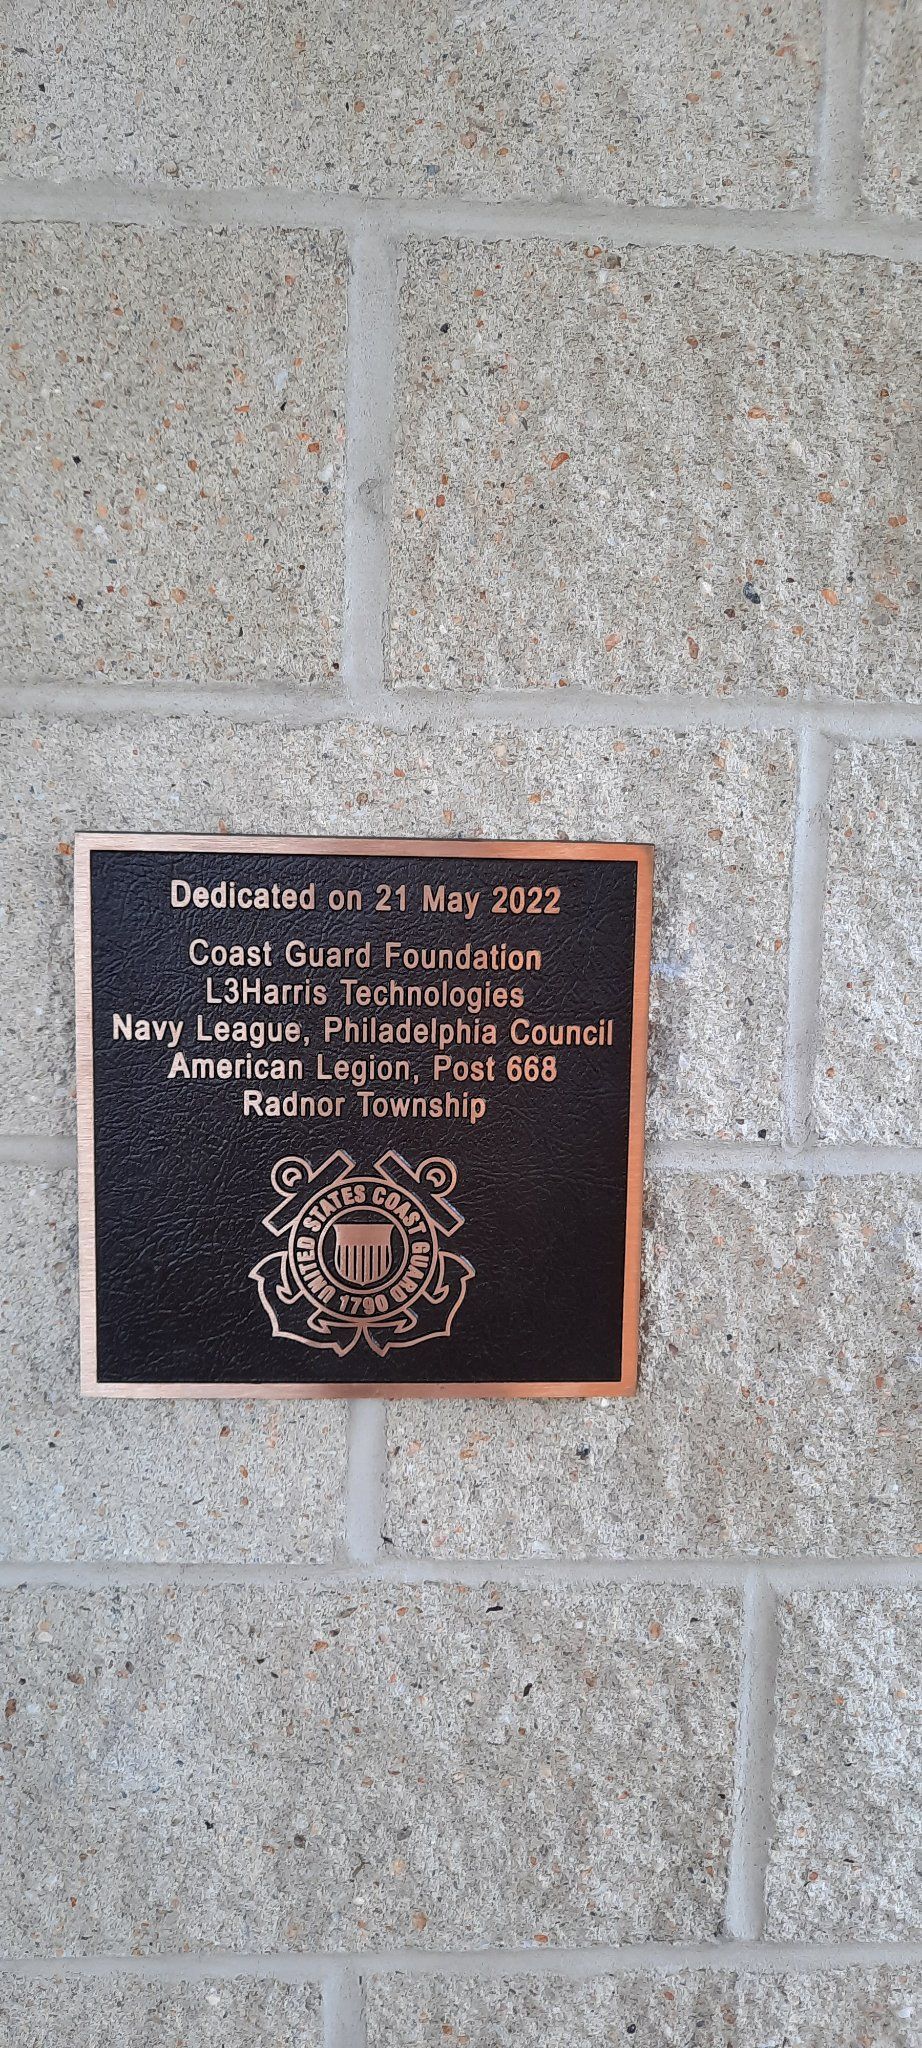 Dedicated on 21 May 2022
Coast Guard Foundation
L3Harris Technologies
Navy League, Philadelphia Council
American Legion, Post 668
Radnor Township
UNITED STATES COAST GUARD
1790